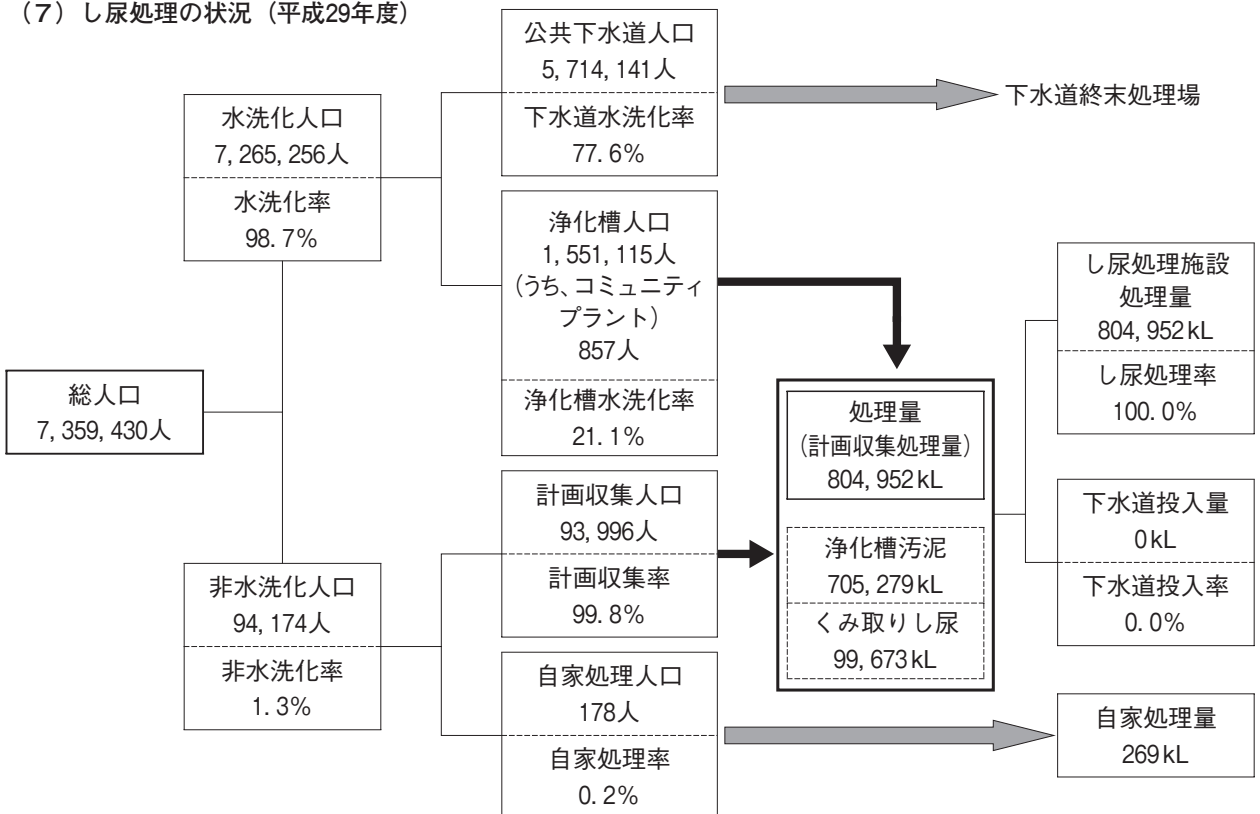 (7)し尿処理の状況(平成29年度)
総人口
7,359,430人
水洗化人口
7,265,256人
水洗化率
98.7%
非水洗化人口
94,174人
非水洗化率
1.3%
公共下水道人口
5,714,141人
下水道水洗化率
77.6%
下水道終末処理場
浄化槽人口
1,551,115人
(うち、コミュニティ
プラント)
857人
浄化槽水洗化率
21.1%
計画収集人口
93,996人
計画収集率
99.8%
自家処理人口
178人
自家処理率
0.2%
処理量
(計画収集処理量)
804,952kL
浄化槽汚泥
705,279kL
くみ取りし尿
99,673kL
し尿処理施設
処理量
804,952kL
し尿処理率
100.0%
下水道投入量
0kL
下水道投入率
0.0%
自家処理量
269kL